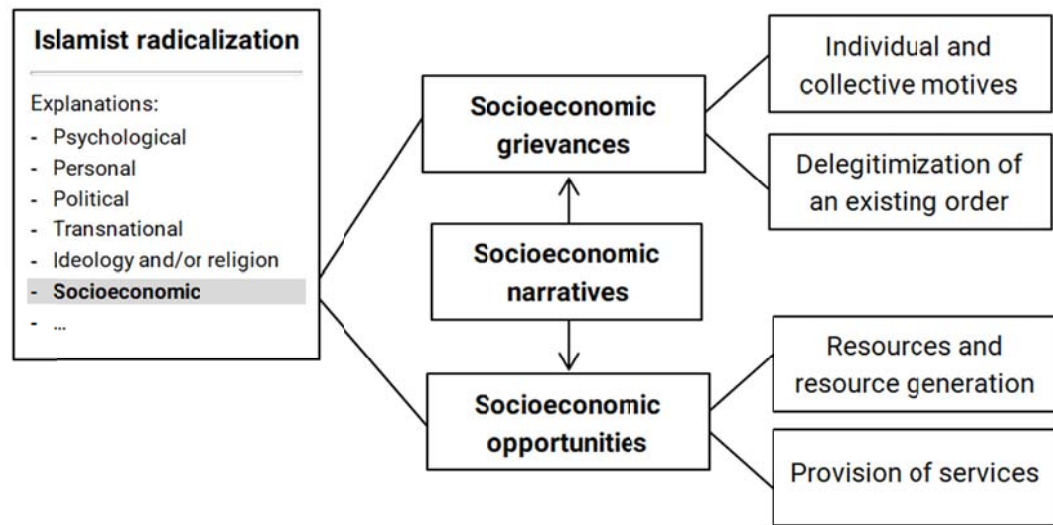 Islamist radicalization
Explanations:
- Psychological
- Personal
- Political
- Transnational
- Ideology and/or religion
- Socioeconomic
- ...
Socioeconomic
grievances
Socioeconomic
narratives
Socioeconomic
opportunities
Individual and
collective motives
Delegitimization of
an existing order
Resources and
resource generation
Provision of services